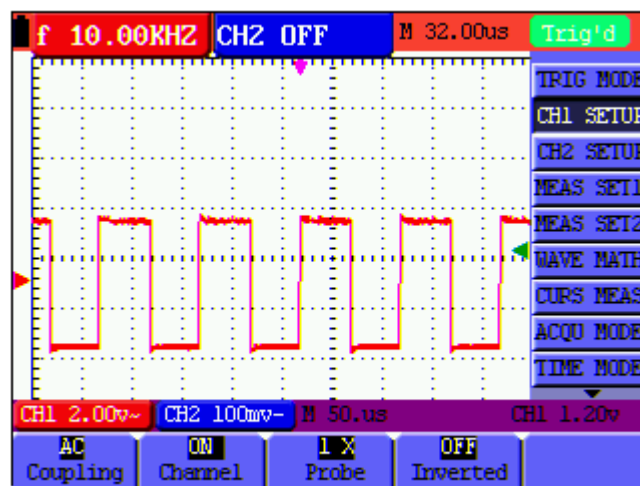 f 10.00KHZ CH2 OFF M 32.00us Trig'd
TRIG MODE
CH1 SETUP
CH2 SETUP
MEAS SET1
MEAS SET2
WAVE MATH
CURS MEAS
ACQU MODE
TIME MODE
CH1 2.00v~ CH2 100mv- M 50.us CH1 1.20v
AC ON 1 X OFF
Coupling Channel Probe Inverted